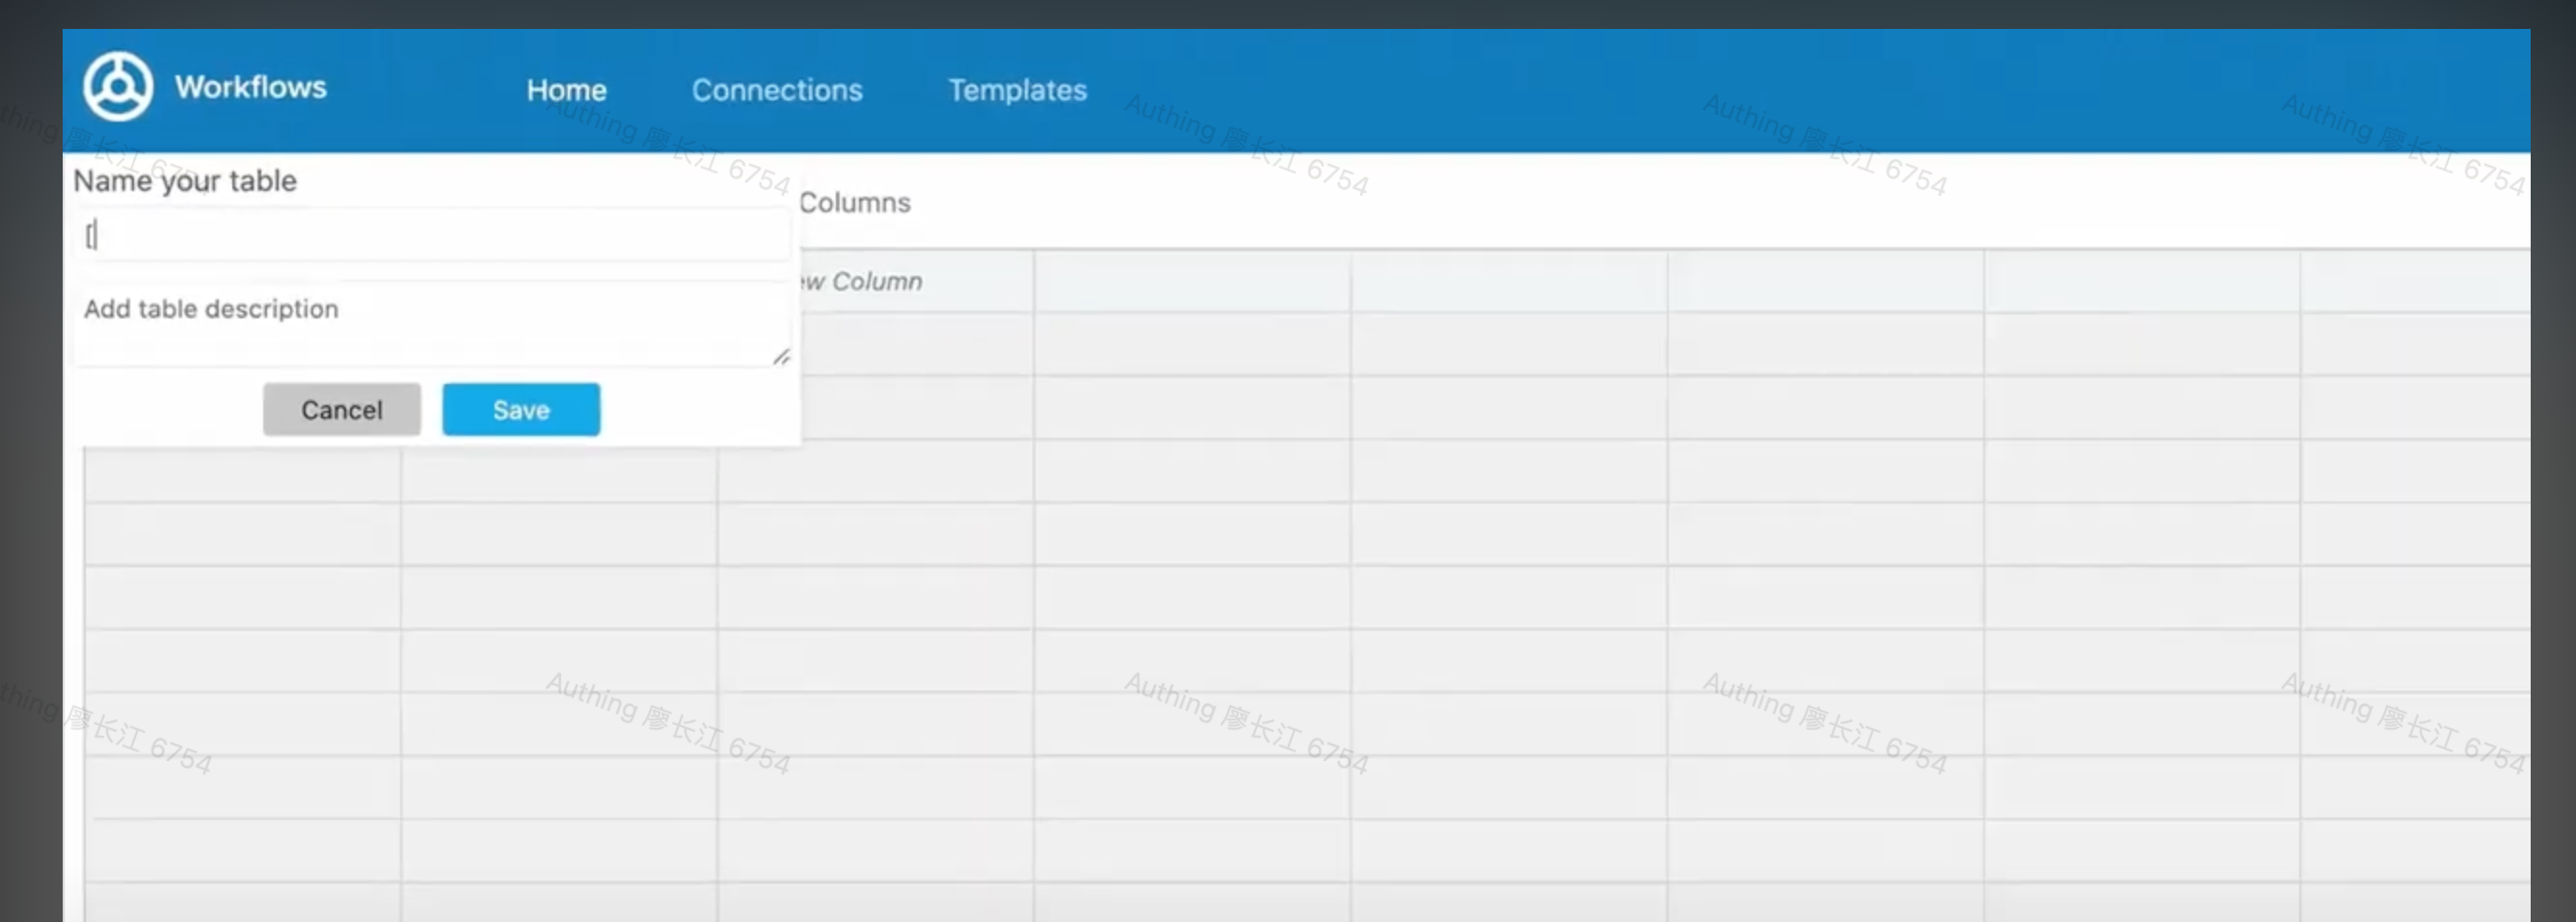 Workflows
Home
Connections
Templates
Name your table
[
Columns
ew Column
Add table description
Cancel
Save
thing 廖长江 6754
Authing 廖长江 6754
Authing 廖长江 6754
Authing 廖长江 6754
Authing 廖长江 6754
thing 廖长江 6754
Authing 廖长江 6754
Authing 廖长江 6754
Authing 廖长江 6754
Authing 廖长江 6754